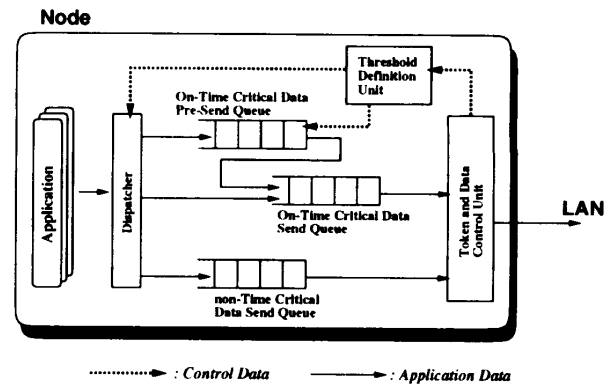 Node
Threshold
Definition
Unit
On-Time Critical Data
Pre-Send Queue
Application
Dispatcher
On-Time Critical Data
Send Queue
Token and Data
Control Unit
LAN
non-Time Critical
Data Send Queue
: Control Data
: Application Data